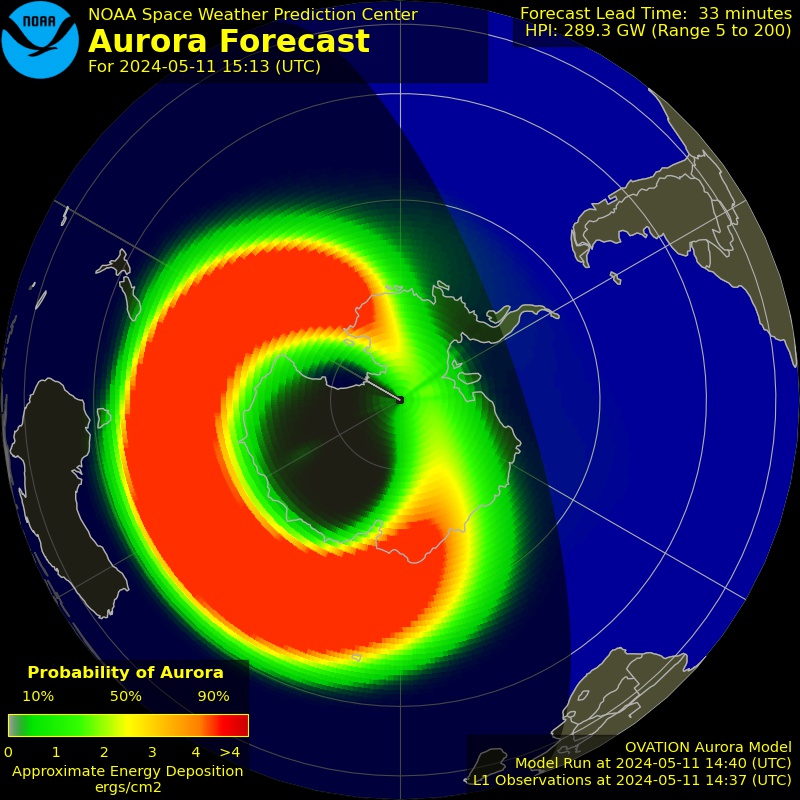 NOAA
NOAA Space Weather Prediction Center
Aurora Forecast
For 2024-05-11 15:13 (UTC)
Forecast Lead Time: 33 minutes
HPI: 289.3 GW (Range 5 to 200)
Probability of Aurora
10% 50% 90%
0 1 2 3 4 >4
Approximate Energy Deposition
ergs/cm2
OVATION Aurora Model
Model Run at 2024-05-11 14:40 (UTC)
L1 Observations at 2024-05-11 14:37 (UTC)